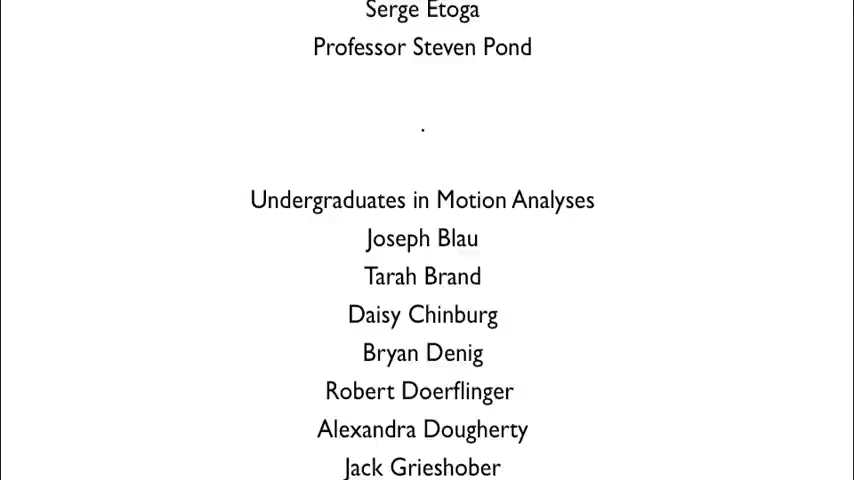 Serge Etoga
Professor Steven Pond
.
Undergraduates in Motion Analyses
Joseph Blau
Tarah Brand
Daisy Chinburg
Bryan Denig
Robert Doerflinger
Alexandra Dougherty
Jack Grieshober